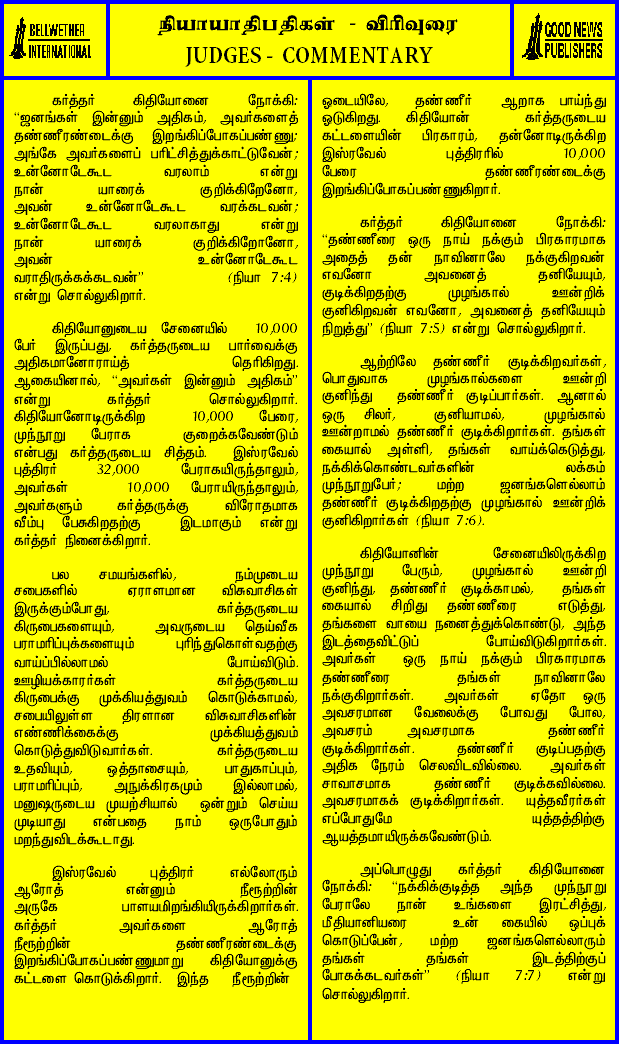 BELLWETHER
INTERNATIONAL
நியாயாதிபதிகள் - விரிவுரை
JUDGES - COMMENTARY
GOOD NEWS
PUBLISHERS
கர்த்தர் கிதியோனை நோக்கி:
“ஜனங்கள் இன்னும் அதிகம், அவர்களைத்
தண்ணீரண்டைக்கு இறங்கிப்போகப்பண்ணு;
அங்கே அவர்களைப் பரிட்சித்துக்காட்டுவேன்;
உன்னோடேகூட வரலாம் என்று
நான் யாரைக் குறிக்கிறேனோ,
அவன் உன்னோடேகூட வரக்கடவன்;
உன்னோடேகூட வரலாகாது என்று
நான் யாரைக் குறிக்கிறோனோ,
அவன் உன்னோடேகூட
வராதிருக்கக்கடவன்” (நியா 7:4)
என்று சொல்லுகிறார்.
கிதியோனுடைய சேனையில் 10,000
பேர் இருப்பது, கர்த்தருடைய பார்வைக்கு
அதிகமானோராய்த் தெரிகிறது.
ஆகையினால், “அவர்கள் இன்னும் அதிகம்”
என்று கர்த்தர் சொல்லுகிறார்.
கிதியோனோடிருக்கிற 10,000 பேரை,
முந்நூறு பேராக குறைக்கவேண்டும்
என்பது கர்த்தருடைய சித்தம். இஸ்ரவேல்
புத்திரர் 32,000 பேராகயிருந்தாலும்,
அவர்கள் 10,000 பேராயிருந்தாலும்,
அவர்களும் கர்த்தருக்கு விரோதமாக
வீம்பு பேசுகிறதற்கு இடமாகும் என்று
கர்த்தர் நினைக்கிறார்.
பல சமயங்களில், நம்முடைய
சபைகளில் ஏராளமான விசுவாசிகள்
இருக்கும்போது, கர்த்தருடைய
கிருபைகளையும், அவருடைய தெய்வீக
பராமரிப்புக்களையும் புரிந்துகொள்வதற்கு
வாய்ப்பில்லாமல் போய்விடும்.
ஊழியக்காரர்கள் கர்த்தருடைய
கிருபைக்கு முக்கியத்துவம் கொடுக்காமல்,
சபையிலுள்ள திரளான விசுவாசிகளின்
எண்ணிக்கைக்கு முக்கியத்துவம்
கொடுத்துவிடுவார்கள். கர்த்தருடைய
உதவியும், ஒத்தாசையும், பாதுகாப்பும்,
பராமரிப்பும், அநுக்கிரகமும் இல்லாமல்,
மனுஷருடைய முயற்சியால் ஒன்றும் செய்ய
முடியாது என்பதை நாம் ஒருபோதும்
மறந்துவிடக்கூடாது.
இஸ்ரவேல் புத்திரர் எல்லோரும்
ஆரோத் என்னும் நீரூற்றின்
அருகே பாளயமிறங்கியிருக்கிறார்கள்.
கர்த்தர் அவர்களை ஆரோத்
நீரூற்றின் தண்ணீரண்டைக்கு
இறங்கிப்போகப்பண்ணுமாறு கிதியோனுக்கு
கட்டளை கொடுக்கிறார். இந்த நீரூற்றின்
ஓடையிலே, தண்ணீர் ஆறாக பாய்ந்து
ஓடுகிறது. கிதியோன் கர்த்தருடைய
கட்டளையின் பிரகாரம், தன்னோடிருக்கிற
இஸ்ரவேல் புத்திரரில் 10,000
பேரை தண்ணீரண்டைக்கு
இறங்கிப்போகப்பண்ணுகிறார்.
கர்த்தர் கிதியோனை நோக்கி:
“தண்ணீரை ஒரு நாய் நக்கும் பிரகாரமாக
அதைத் தன் நாவினாலே நக்குகிறவன்
எவனோ அவனைத் தனியேயும்,
குடிக்கிறதற்கு முழங்கால் ஊன்றிக்
குனிகிறவன் எவனோ, அவனைத் தனியேயும்
நிறுத்து” (நியா 7:5) என்று சொல்லுகிறார்.
ஆற்றிலே தண்ணீர் குடிக்கிறவர்கள்,
பொதுவாக முழங்கால்களை ஊன்றி
குனிந்து தண்ணீர் குடிப்பார்கள். ஆனால்
ஒரு சிலர், குனியாமல், முழங்கால்
ஊன்றாமல் தண்ணீர் குடிக்கிறார்கள். தங்கள்
கையால் அள்ளி, தங்கள் வாய்க்கெடுத்து,
நக்கிக்கொண்டவர்களின் லக்கம்
முந்நூறுபேர்; மற்ற ஜனங்களெல்லாம்
தண்ணீர் குடிக்கிறதற்கு முழங்கால் ஊன்றிக்
குனிகிறார்கள் (நியா 7:6).
கிதியோனின் சேனையிலிருக்கிற
முந்நூறு பேரும், முழங்கால் ஊன்றி
குனிந்து, தண்ணீர் குடிக்காமல், தங்கள்
கையால் சிறிது தண்ணீரை எடுத்து,
தங்களை வாயை நனைத்துக்கொண்டு, அந்த
இடத்தைவிட்டுப் போய்விடுகிறார்கள்.
அவர்கள் ஒரு நாய் நக்கும் பிரகாரமாக
தண்ணீரை தங்கள் நாவினாலே
நக்குகிறார்கள். அவர்கள் ஏதோ ஒரு
அவசரமான வேலைக்கு போவது போல,
அவசரம் அவசரமாக தண்ணீர்
குடிக்கிறார்கள். தண்ணீர் குடிப்பதற்கு
அதிக நேரம் செலவிடவில்லை. அவர்கள்
சாவாசமாக தண்ணீர் குடிக்கவில்லை.
அவசரமாகக் குடிக்கிறார்கள். யுத்தவீரர்கள்
எப்போதுமே யுத்தத்திற்கு
ஆயத்தமாயிருக்கவேண்டும்.
அப்பொழுது கர்த்தர் கிதியோனை
நோக்கி: “நக்கிக்குடித்த அந்த முந்நூறு
பேராலே நான் உங்களை இரட்சித்து,
மீதியானியரை உன் கையில் ஒப்புக்
கொடுப்பேன், மற்ற ஜனங்களெல்லாரும்
தங்கள் தங்கள் இடத்திற்குப்
போகக்கடவர்கள்” (நியா 7:7) என்று
சொல்லுகிறார்.